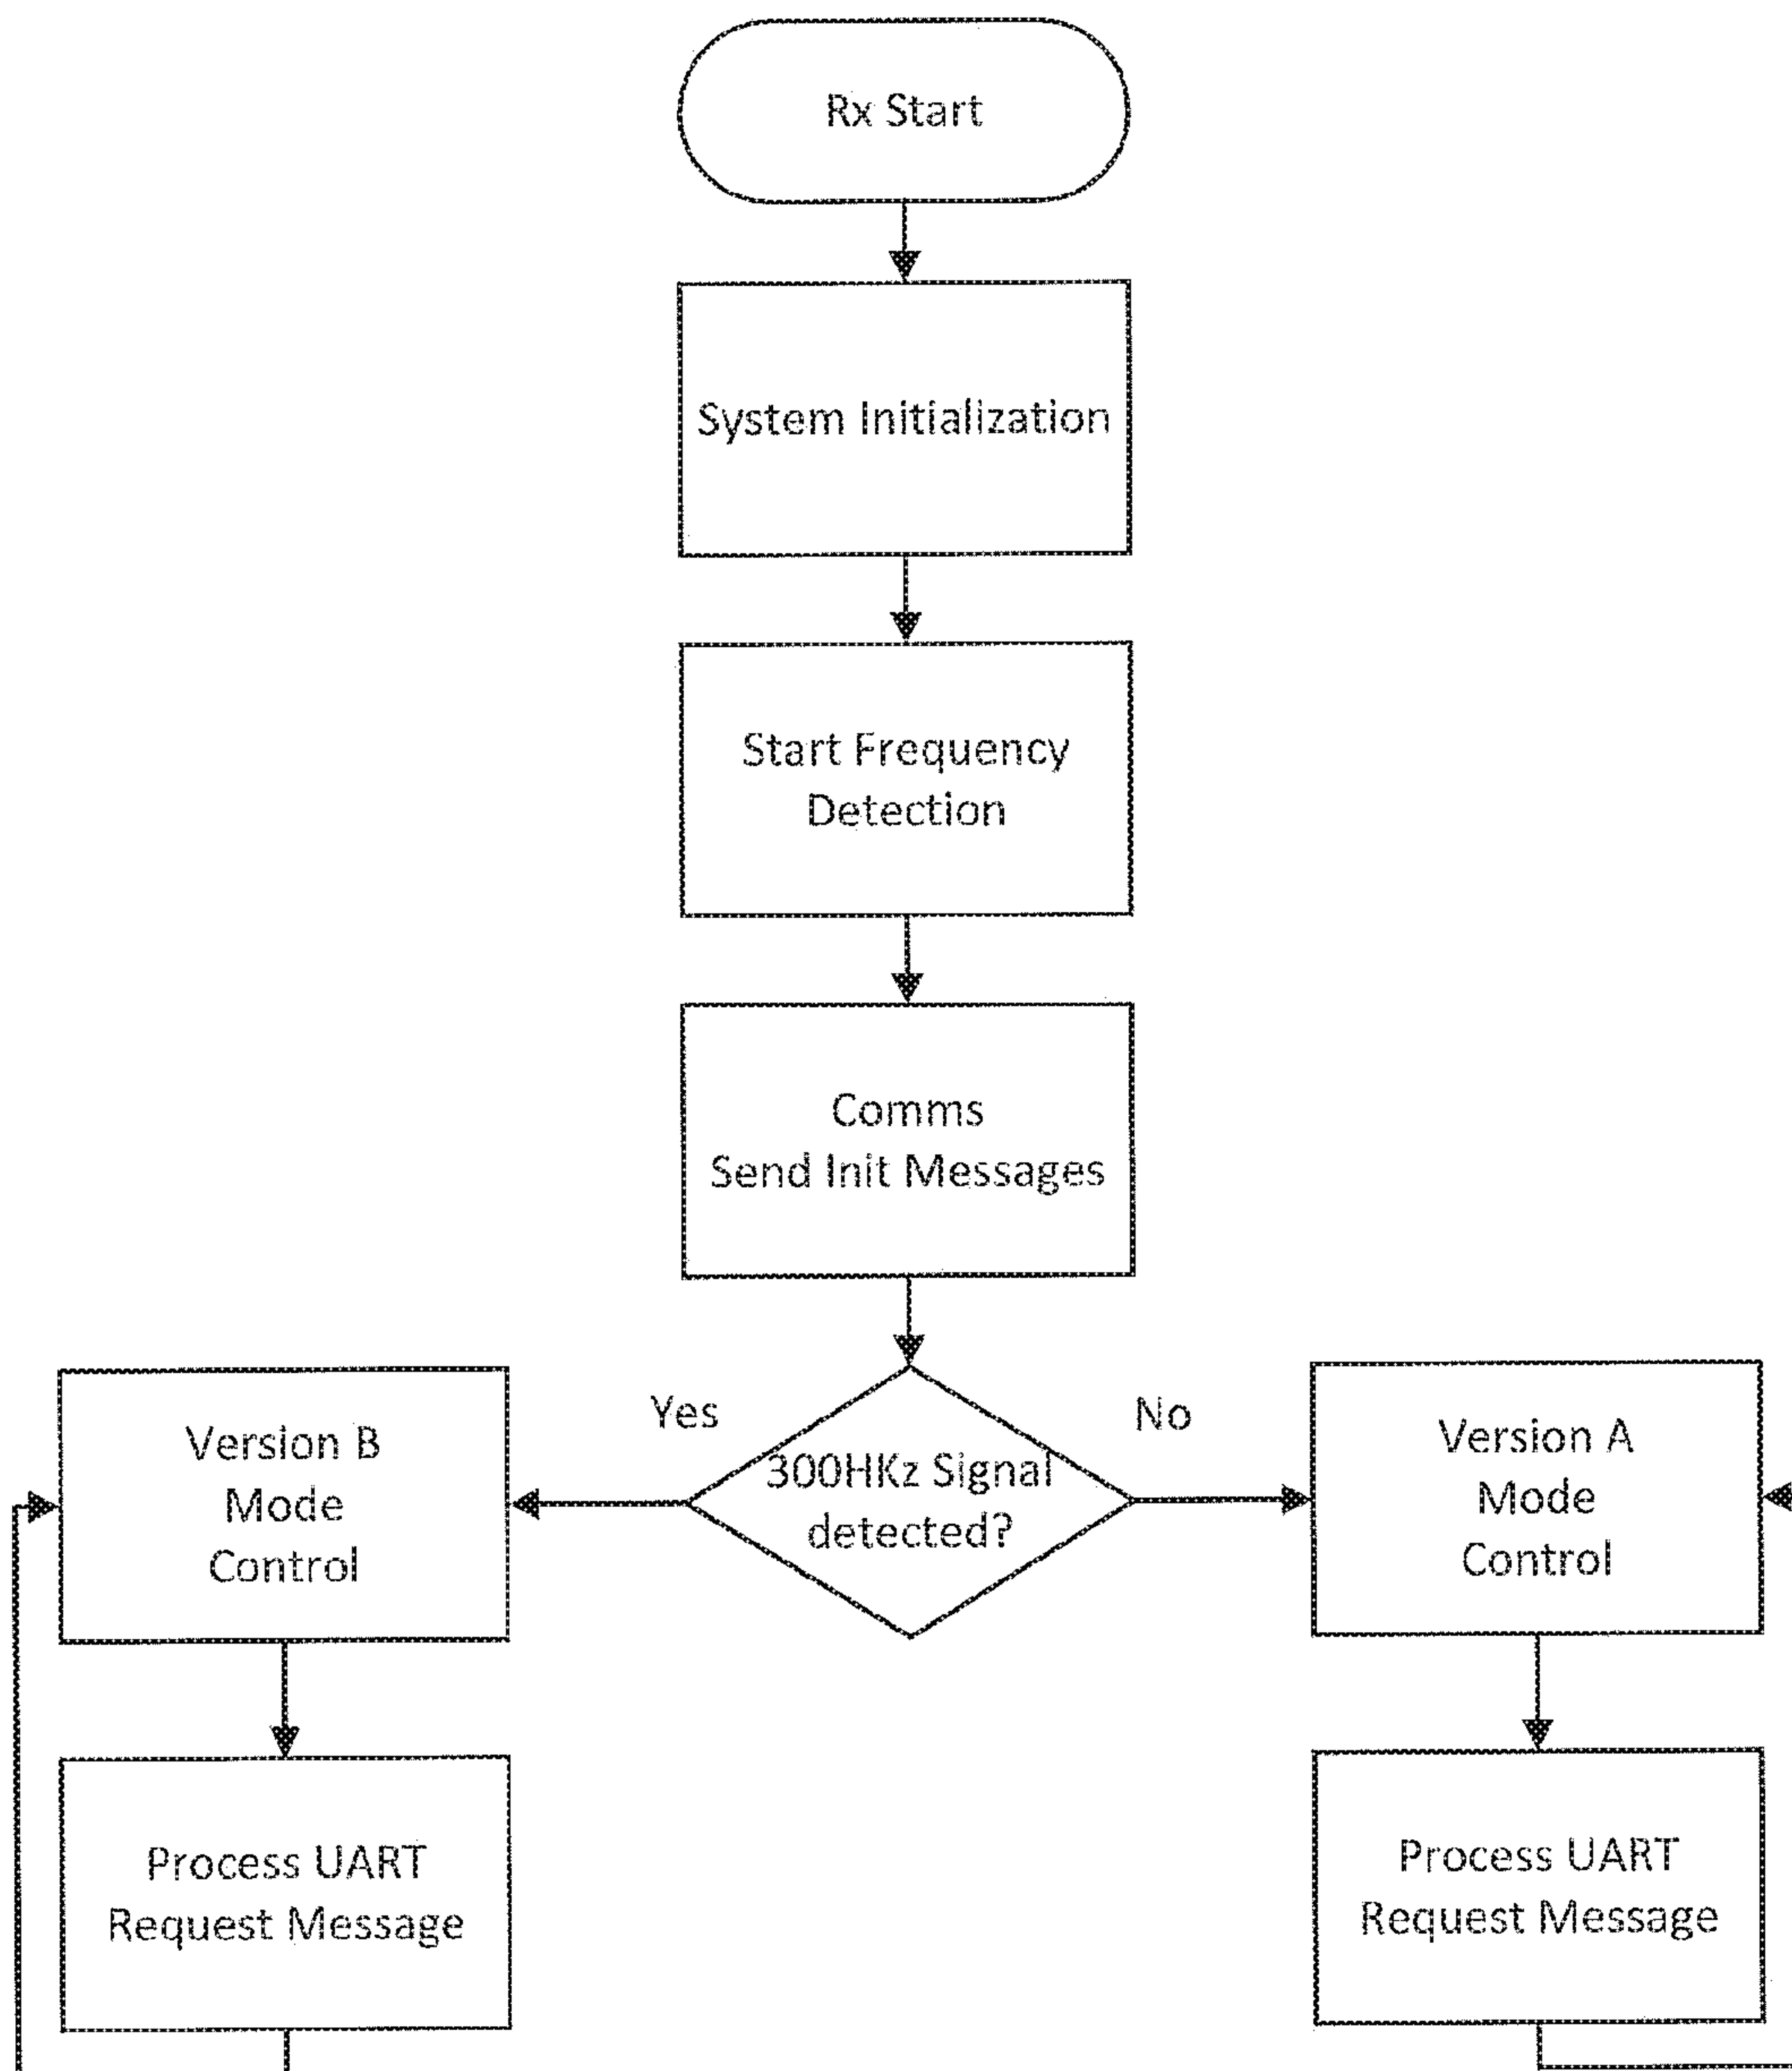 Rx Start
System Initialization
Start Frequency
Detection
Comms
Send Init Messages
Yes
No
300HKz Signal
detected?
Version B
Mode
Control
Version A
Mode
Control
Process UART
Request Message
Process UART
Request Message